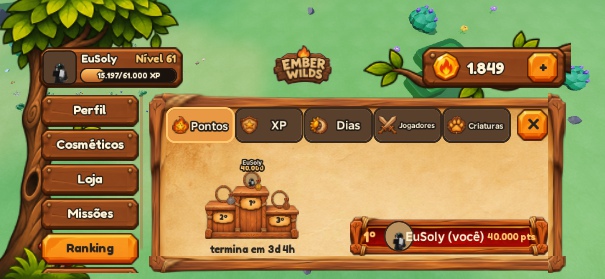 EuSoly Nível 61
15.197/61.000 XP
EMBER
WILDS
1.849 +
Perfil
Cosméticos
Loja
Missões
Ranking
Pontos XP Dias Jogadores Criaturas X
EuSoly
40.000
2º 1º 3º
termina em 3d 4h
1º EuSoly (você) 40.000 pts